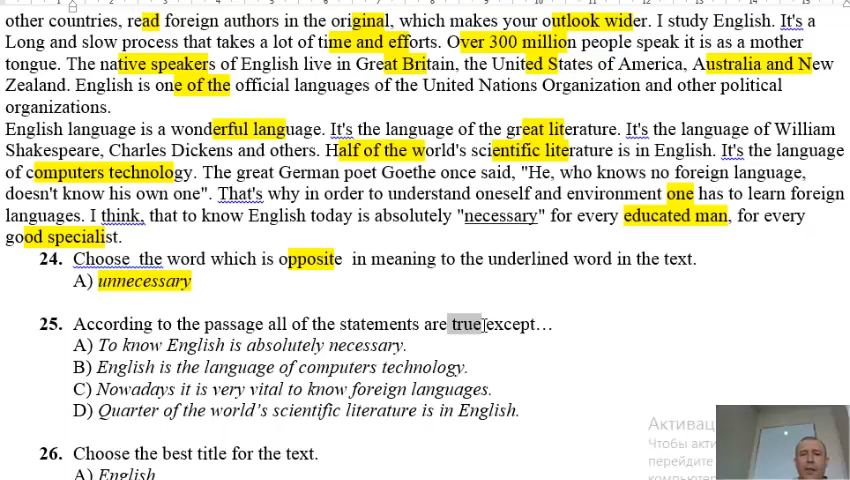 other countries, read foreign authors in the original, which makes your outlook wider. I study English. It's a
Long and slow process that takes a lot of time and efforts. Over 300 million people speak it is as a mother
tongue. The native speakers of English live in Great Britain, the United States of America, Australia and New
Zealand. English is one of the official languages of the United Nations Organization and other political
organizations.
English language is a wonderful language. It's the language of the great literature. It's the language of William
Shakespeare, Charles Dickens and others. Half of the world's scientific literature is in English. It's the language
of computers technology. The great German poet Goethe once said, "He, who knows no foreign language,
doesn't know his own one". That's why in order to understand oneself and environment one has to learn foreign
languages. I think, that to know English today is absolutely "necessary" for every educated man, for every
good specialist.
24. Choose the word which is opposite in meaning to the underlined word in the text.
A) unnecessary
25. According to the passage all of the statements are true except…
A) To know English is absolutely necessary.
B) English is the language of computers technology.
C) Nowadays it is very vital to know foreign languages.
D) Quarter of the world's scientific literature is in English.
26. Choose the best title for the text.
A) English
Активац
Чтобы акти
перейдите
компьютер